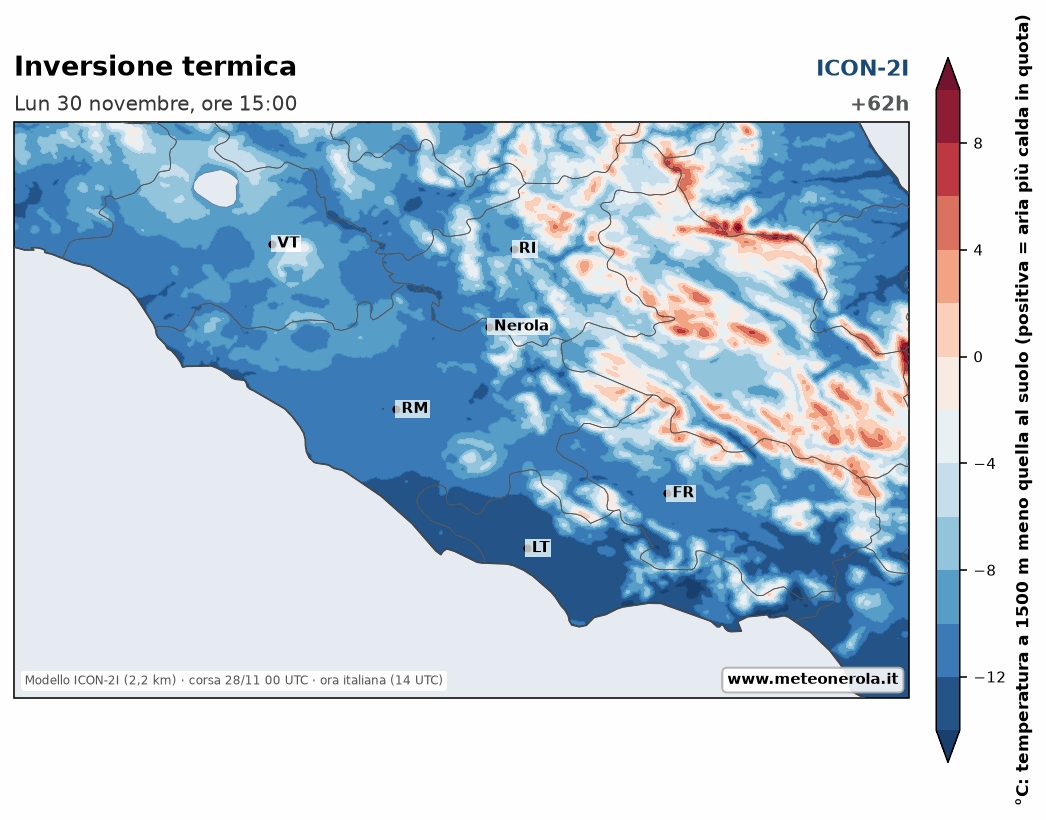 Inversione termica
ICON-2I
Lun 30 novembre, ore 15:00
+62h
VT
RI
Nerola
RM
FR
LT
Modello ICON-2I (2,2 km) · corsa 28/11 00 UTC · ora italiana (14 UTC)
www.meteonerola.it
8
4
0
−4
−8
−12
°C: temperatura a 1500 m meno quella al suolo (positiva = aria più calda in quota)